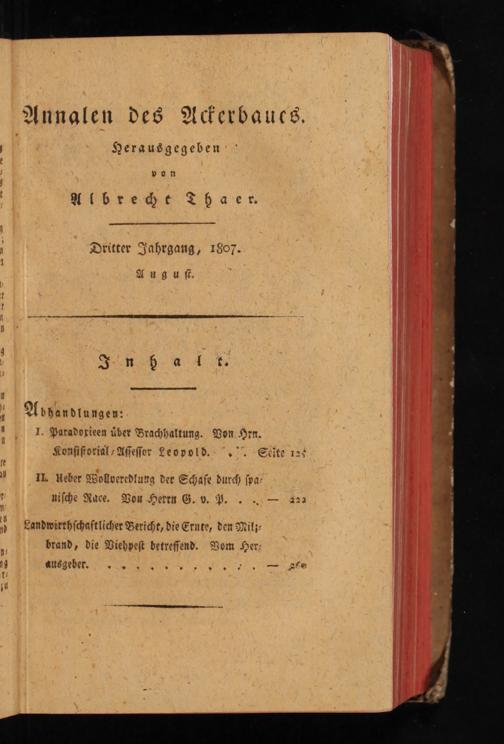 Annalen des Ackerbaues.
Herausgegeben
von
Albrecht Thaer.
Dritter Jahrgang, 1807.
August.
Inhalt.
Abhandlungen:
I. Paradoxieen über Brachhaltung. Von Hrn.
Konsistorial-Assessor Leopold. . . Seite 125
II. Ueber Wollveredlung der Schafe durch spa-
nische Race. Von Herrn G. v. P. . . — 222
Landwirthschaftlicher Bericht, die Ernte, den Milz-
brand, die Viehpest betreffend. Vom Her-
ausgeber. . . . . . . . . . . —